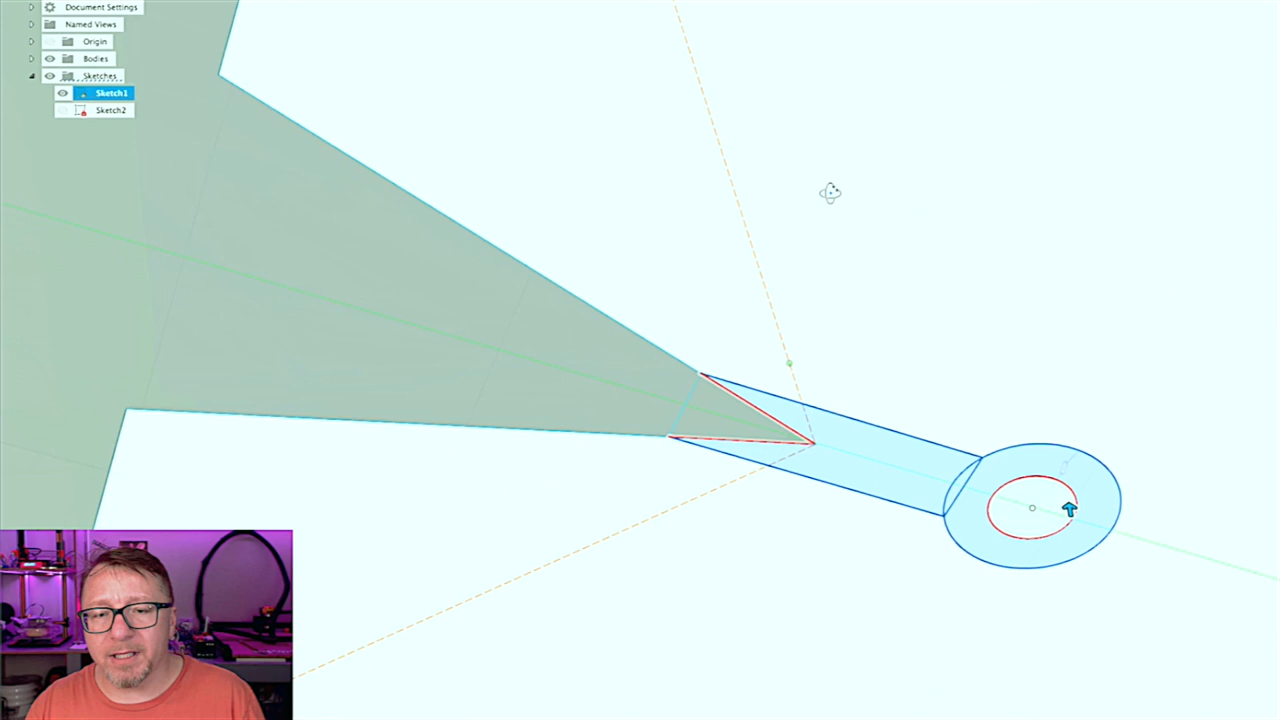 Document Settings
Named Views
Origin
Bodies
Sketches
Sketch1
Sketch2